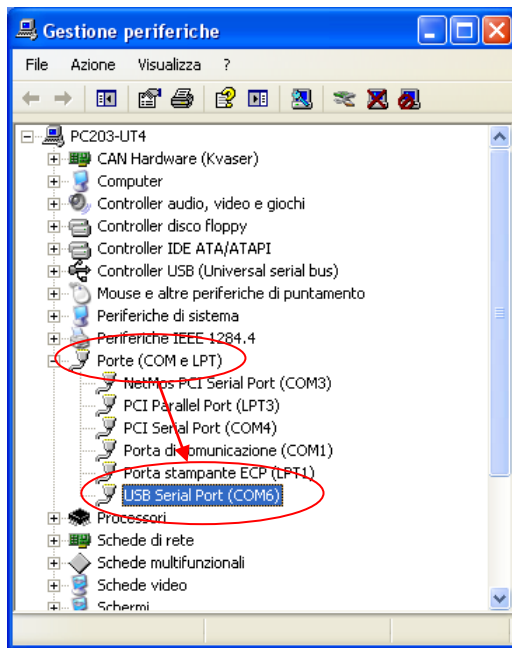 Gestione periferiche
File Azione Visualizza ?
PC203-UT4
CAN Hardware (Kvaser)
Computer
Controller audio, video e giochi
Controller disco floppy
Controller IDE ATA/ATAPI
Controller USB (Universal serial bus)
Mouse e altre periferiche di puntamento
Periferiche di sistema
Periferiche IEEE 1284.4
Porte (COM e LPT)
NetMos PCI Serial Port (COM3)
PCI Parallel Port (LPT3)
PCI Serial Port (COM4)
Porta di comunicazione (COM1)
Porta stampante ECP (LPT1)
USB Serial Port (COM6)
Processori
Schede di rete
Schede multifunzionali
Schede video
Schermi